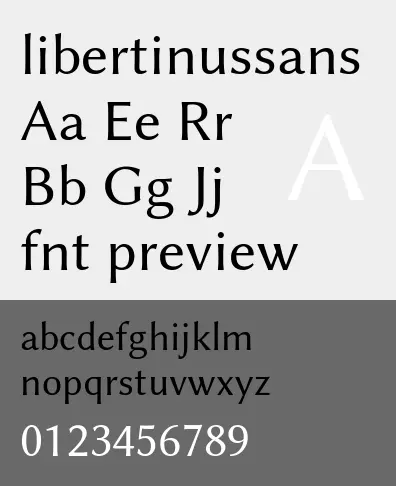 libertinussans
Aa Ee Rr
A
Bb Gg Jj
fnt preview
abcdefghijklm
nopqrstuvwxyz
0123456789